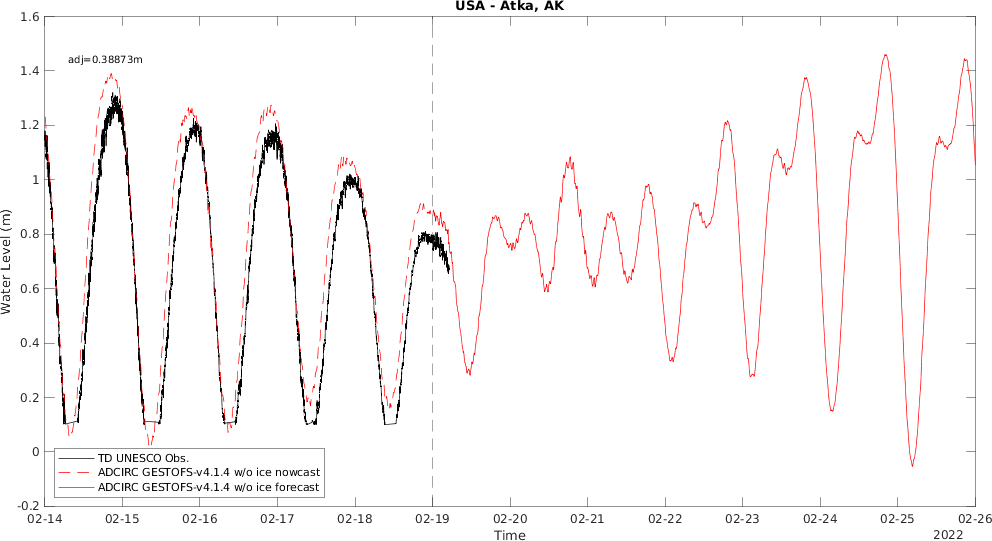 USA - Atka, AK
adj=0.38873m
Water Level (m)
1.6
1.4
1.2
1
0.8
0.6
0.4
0.2
0
-0.2
TD UNESCO Obs.
ADCIRC GESTOFS-v4.1.4 w/o ice nowcast
ADCIRC GESTOFS-v4.1.4 w/o ice forecast
02-14 02-15 02-16 02-17 02-18 02-19 02-20 02-21 02-22 02-23 02-24 02-25 02-26
Time
2022